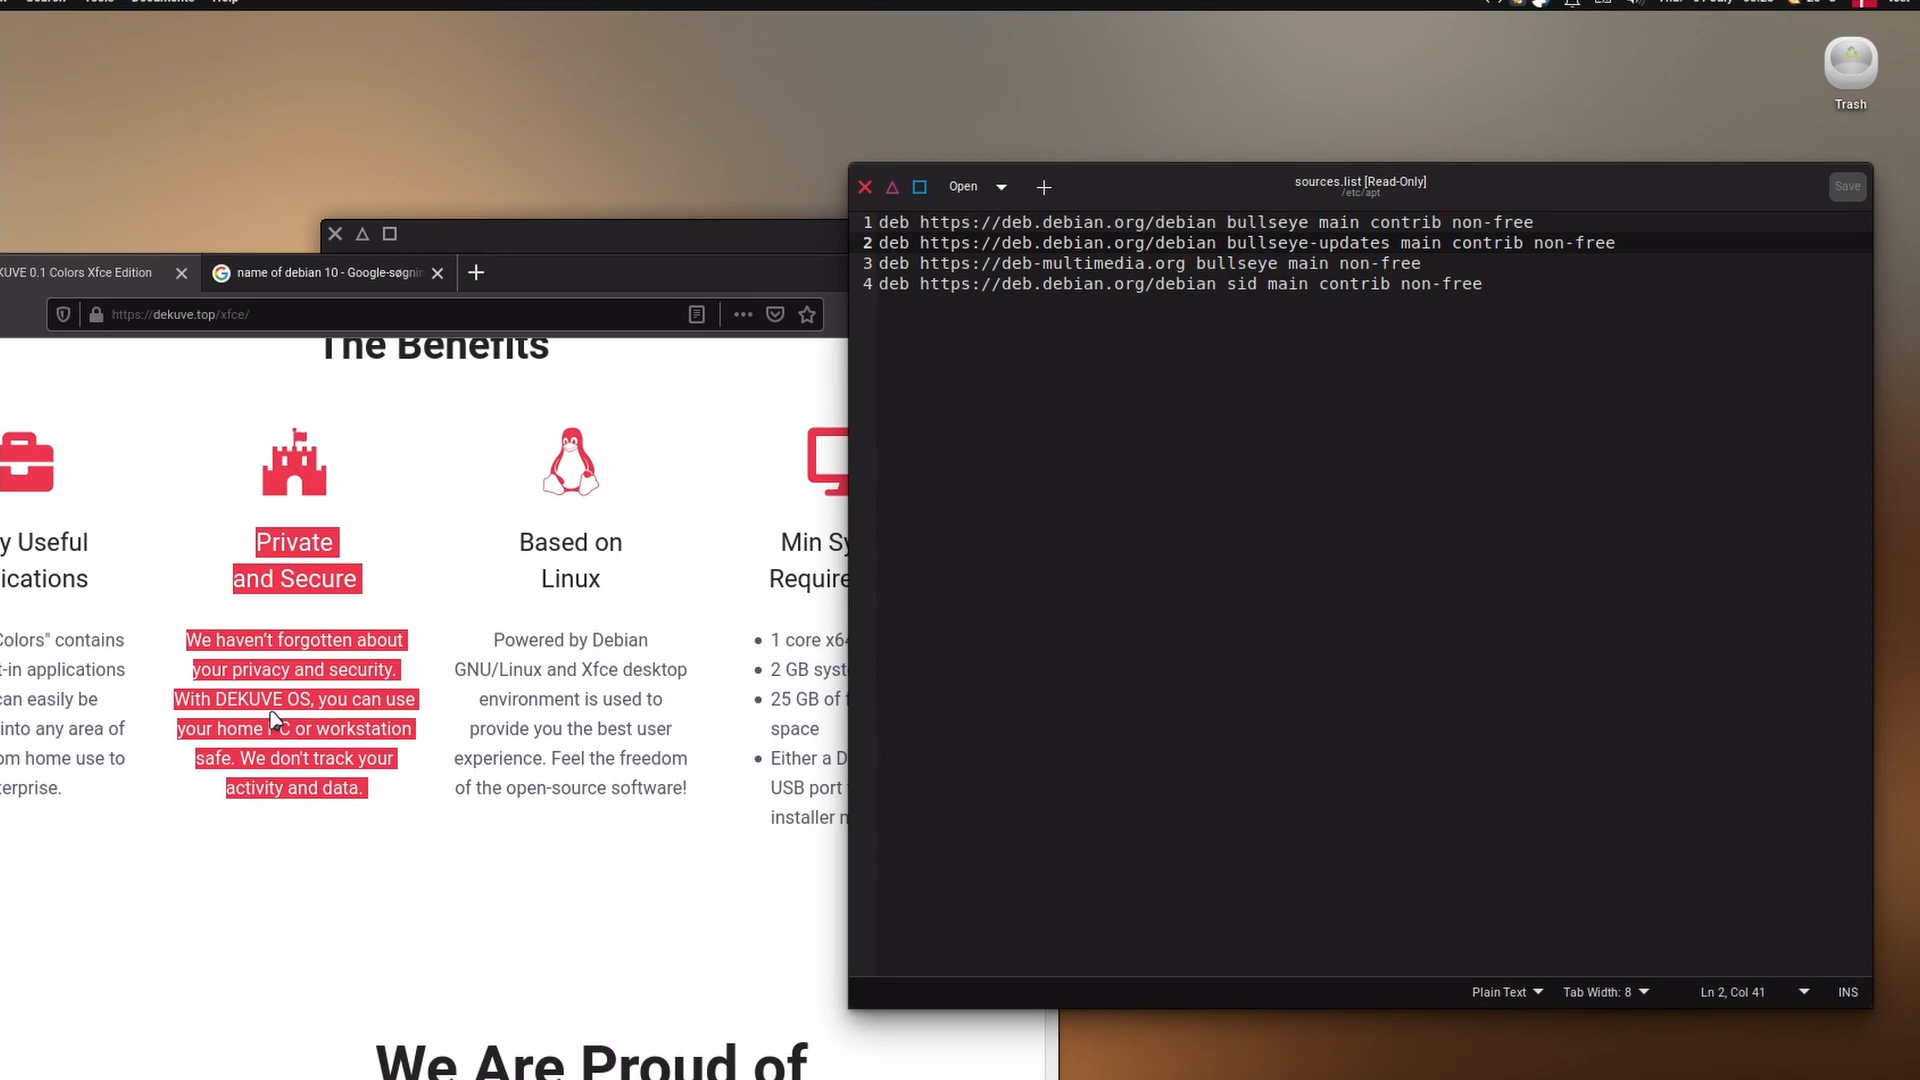 Search Tools Documents Help
Trash
Open
sources.list [Read-Only]
/etc/apt
Save
1 deb https://deb.debian.org/debian bullseye main contrib non-free
2 deb https://deb.debian.org/debian bullseye-updates main contrib non-free
3 deb https://deb-multimedia.org bullseye main non-free
4 deb https://deb.debian.org/debian sid main contrib non-free
KUVE 0.1 Colors Xfce Edition
name of debian 10 - Google-søgnin
https://dekuve.top/xfce/
The Benefits
y Useful
ications
Colors" contains
t-in applications
can easily be
into any area of
om home use to
erprise.
Private
and Secure
We haven't forgotten about
your privacy and security.
With DEKUVE OS, you can use
your home PC or workstation
safe. We don't track your
activity and data.
Based on
Linux
Powered by Debian
GNU/Linux and Xfce desktop
environment is used to
provide you the best user
experience. Feel the freedom
of the open-source software!
Min Sy
Require
1 core x64
2 GB syst
25 GB of f
space
Either a D
USB port
installer m
We Are Proud of
Plain Text
Tab Width: 8
Ln 2, Col 41
INS